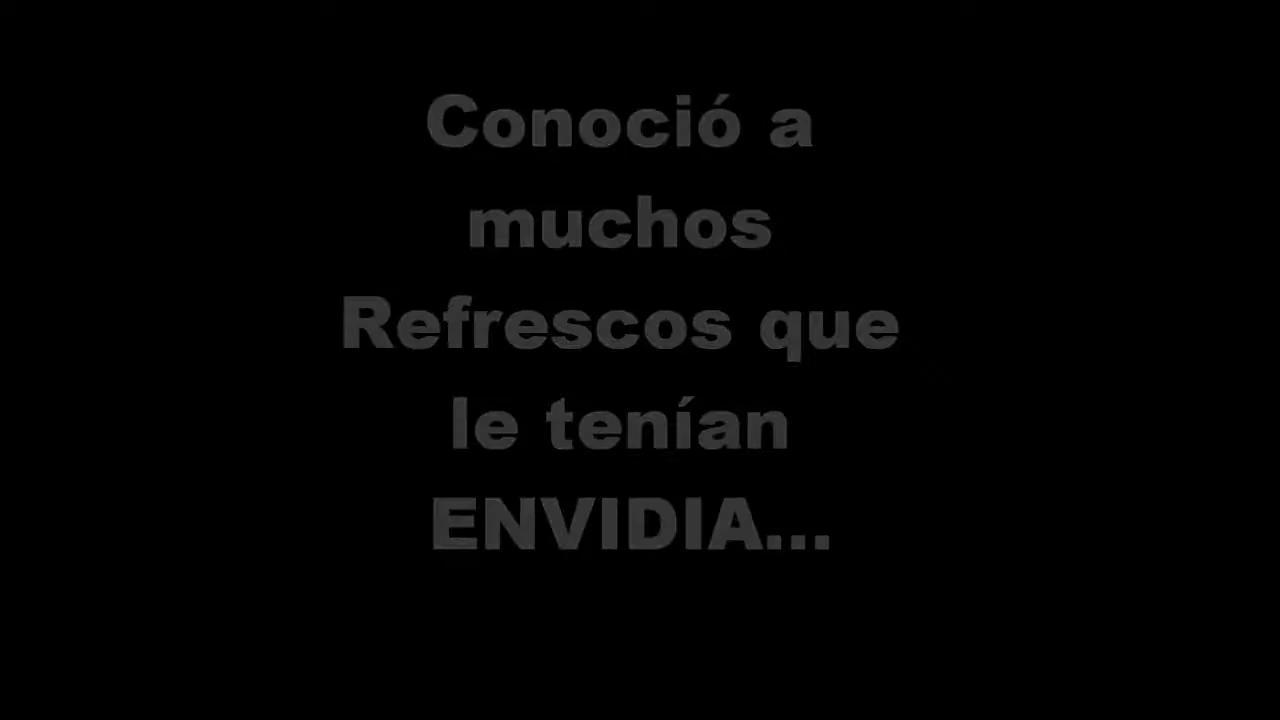 Conoció a
muchos
Refrescos que
le tenían
ENVIDIA...